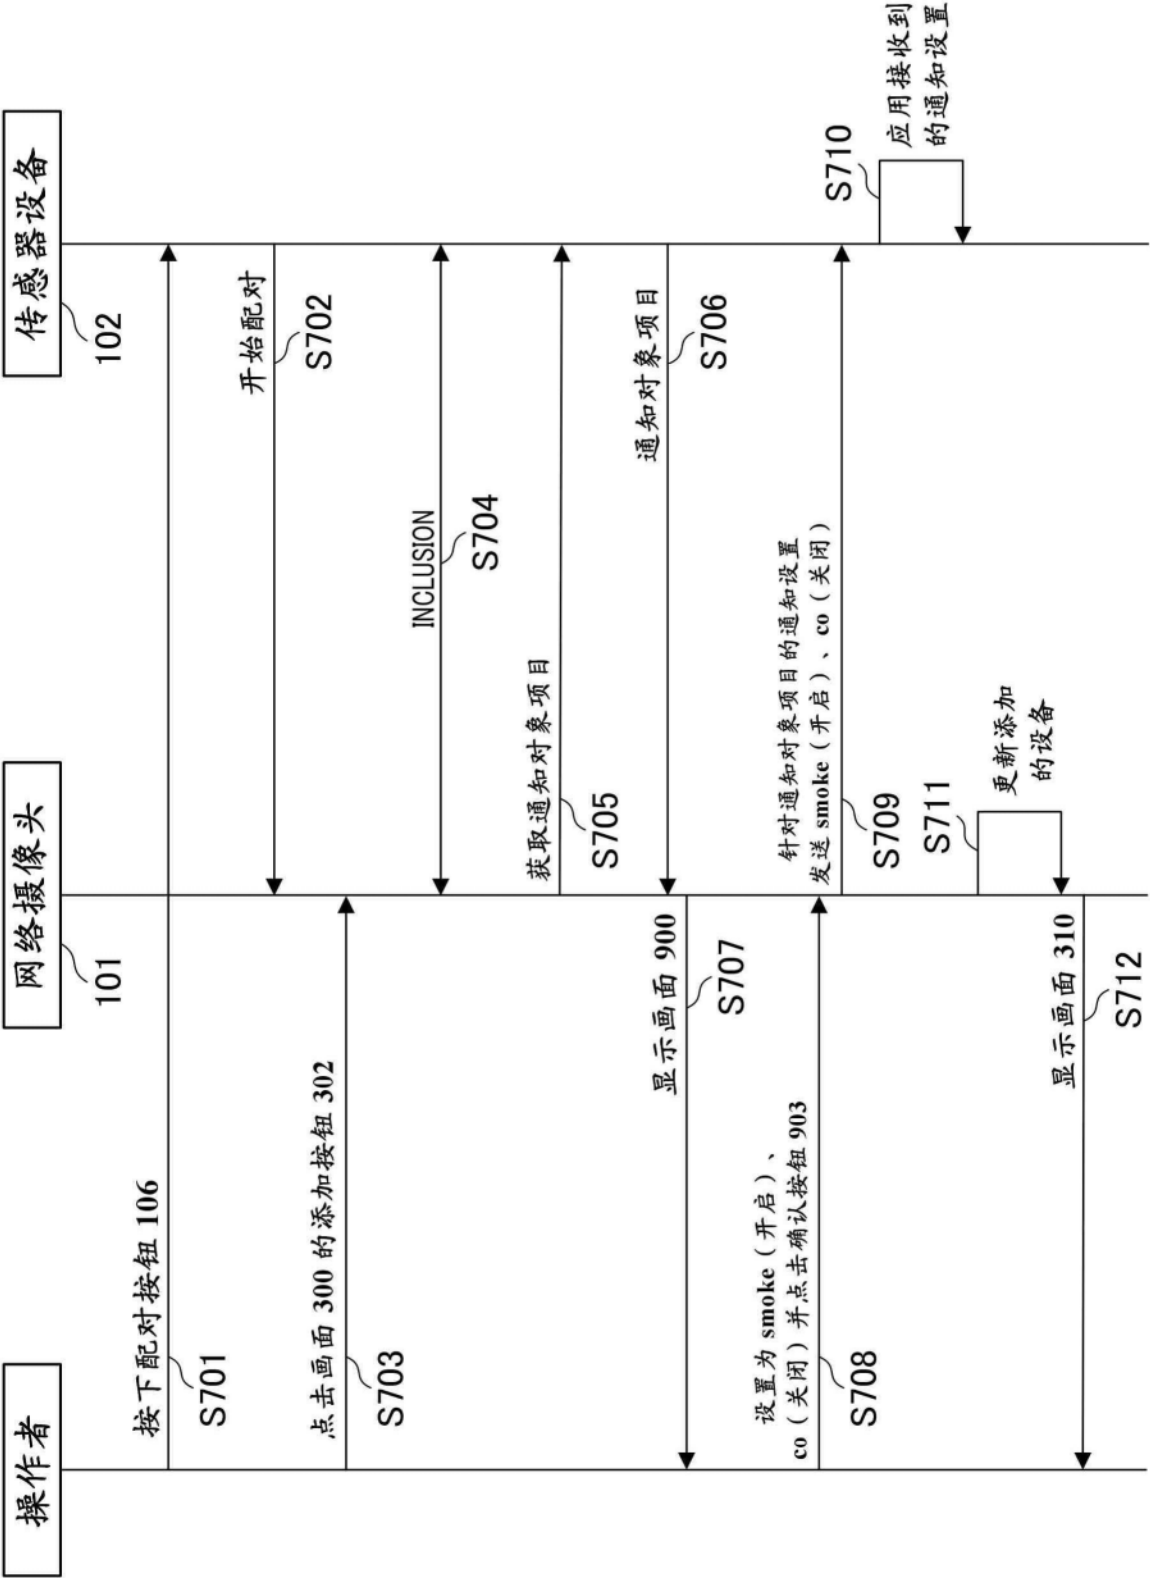 操作者
网络摄像头
101
传感器设备
102
按下配对按钮 106
S701
开始配对
S702
点击画面 300 的添加按钮 302
S703
INCLUSION
S704
获取通知对象项目
S705
通知对象项目
S706
显示画面 900
S707
设置为 smoke（开启）、
co（关闭）并点击确认按钮 903
S708
针对通知对象项目的通知设置
发送 smoke（开启）、co（关闭）
S709
S710
应用接收到
的通知设置
S711
更新添加
的设备
显示画面 310
S712